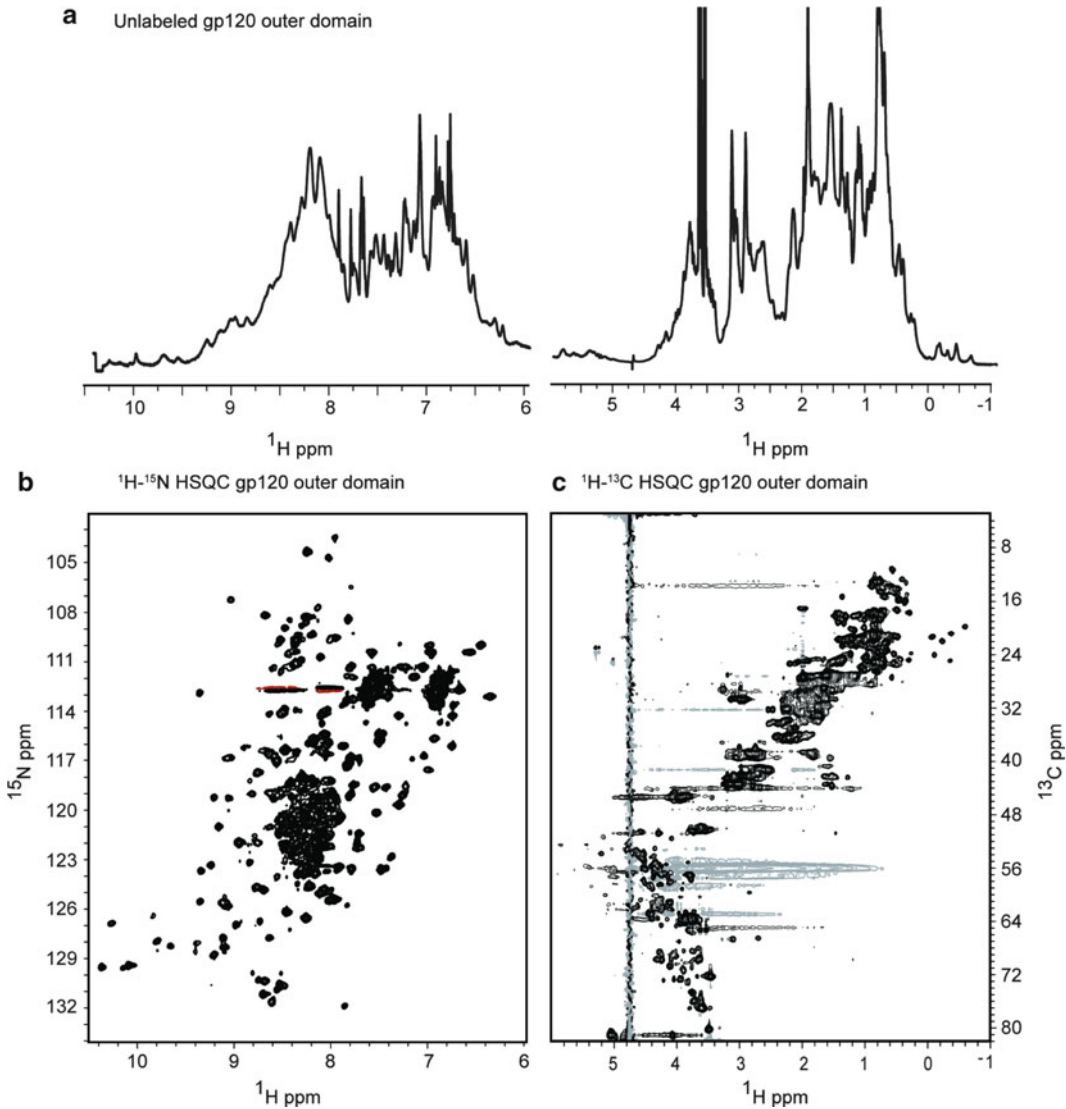 a Unlabeled gp120 outer domain
10 9 8 7 6
5 4 3 2 1 0 -1
¹H ppm
¹H ppm
b ¹H-¹⁵N HSQC gp120 outer domain
c ¹H-¹³C HSQC gp120 outer domain
105
108
111
114
117
120
123
126
129
132
¹⁵N ppm
10 9 8 7 6
¹H ppm
8
16
24
32
40
48
56
64
72
80
¹³C ppm
5 4 3 2 1 0 -1
¹H ppm